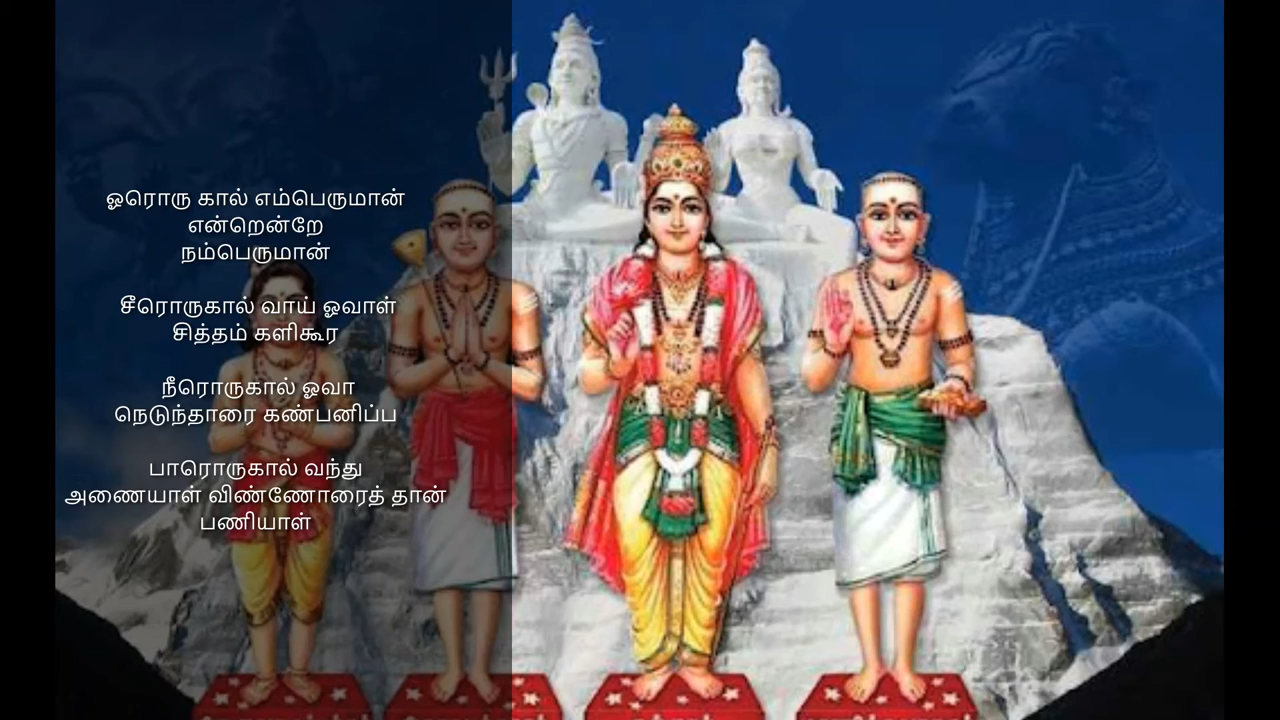 ஓரொரு கால் எம்பெருமான்
என்றென்றே
நம்பெருமான்
சீரொருகால் வாய் ஓவாள்
சித்தம் களிகூர
நீரொருகால் ஓவா
நெடுந்தாரை கண்பனிப்ப
பாரொருகால் வந்து
அணையாள் விண்ணோரைத் தான்
பணியாள்